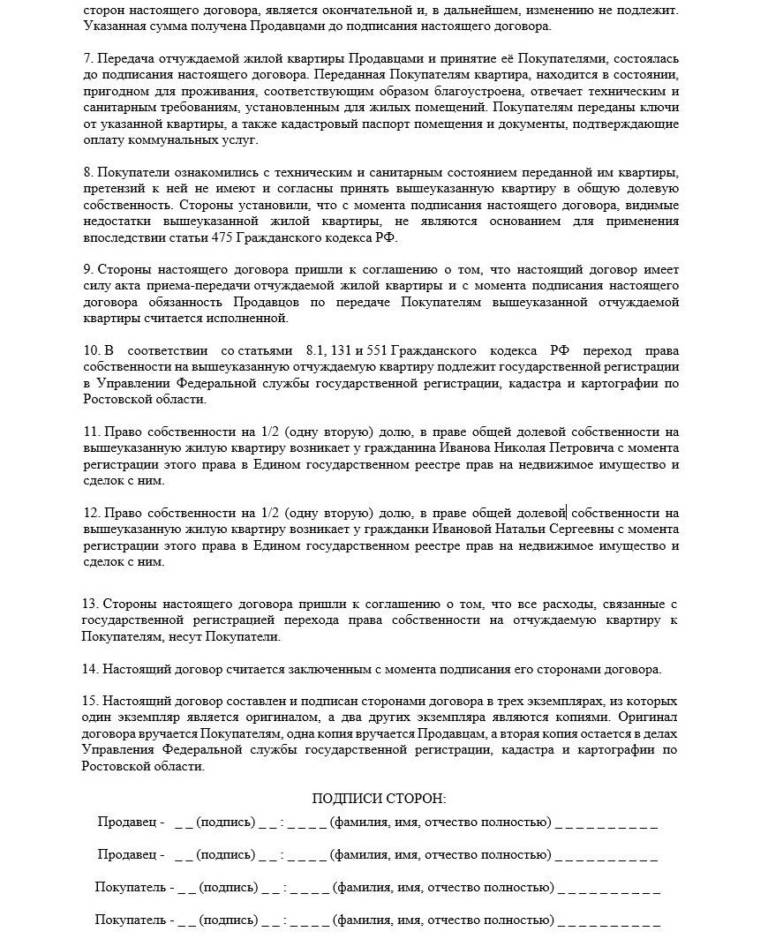 сторон настоящего договора, является окончательной и, в дальнейшем, изменению не подлежит.
Указанная сумма получена Продавцами до подписания настоящего договора.
7. Передача отчуждаемой жилой квартиры Продавцами и принятие её Покупателями, состоялась
до подписания настоящего договора. Переданная Покупателям квартира, находится в состоянии,
пригодном для проживания, соответствующим образом благоустроена, отвечает техническим и
санитарным требованиям, установленным для жилых помещений. Покупателям переданы ключи
от указанной квартиры, а также кадастровый паспорт помещения и документы, подтверждающие
оплату коммунальных услуг.
8. Покупатели ознакомились с техническим и санитарным состоянием переданной им квартиры,
претензий к ней не имеют и согласны принять вышеуказанную квартиру в общую долевую
собственность. Стороны установили, что с момента подписания настоящего договора, видимые
недостатки вышеуказанной жилой квартиры, не являются основанием для применения
впоследствии статьи 475 Гражданского кодекса РФ.
9. Стороны настоящего договора пришли к соглашению о том, что настоящий договор имеет
силу акта приема-передачи отчуждаемой жилой квартиры и с момента подписания настоящего
договора обязанность Продавцов по передаче Покупателям вышеуказанной отчуждаемой
квартиры считается исполненной.
10. В соответствии со статьями 8.1, 131 и 551 Гражданского кодекса РФ переход права
собственности на вышеуказанную отчуждаемую квартиру подлежит государственной регистрации
в Управлении Федеральной службы государственной регистрации, кадастра и картографии по
Ростовской области.
11. Право собственности на 1/2 (одну вторую) долю, в праве общей долевой собственности на
вышеуказанную жилую квартиру возникает у гражданина Иванова Николая Петровича с момента
регистрации этого права в Едином государственном реестре прав на недвижимое имущество и
сделок с ним.
12. Право собственности на 1/2 (одну вторую) долю, в праве общей долевой собственности на
вышеуказанную жилую квартиру возникает у гражданки Ивановой Натальи Сергеевны с момента
регистрации этого права в Едином государственном реестре прав на недвижимое имущество и
сделок с ним.
13. Стороны настоящего договора пришли к соглашению о том, что все расходы, связанные с
государственной регистрацией перехода права собственности на отчуждаемую квартиру к
Покупателям, несут Покупатели.
14. Настоящий договор считается заключенным с момента подписания его сторонами договора.
15. Настоящий договор составлен и подписан сторонами договора в трех экземплярах, из которых
один экземпляр является оригиналом, а два других экземпляра являются копиями. Оригинал
договора вручается Покупателям, одна копия вручается Продавцам, а вторая копия остается в делах
Управления Федеральной службы государственной регистрации, кадастра и картографии по
Ростовской области.
ПОДПИСИ СТОРОН:
Продавец - _ _ (подпись) _ _ : _ _ _ _ (фамилия, имя, отчество полностью) _ _ _ _ _ _ _ _ _ _
Продавец - _ _ (подпись) _ _ : _ _ _ _ (фамилия, имя, отчество полностью) _ _ _ _ _ _ _ _ _ _
Покупатель - _ _ (подпись) _ _ : _ _ _ _ (фамилия, имя, отчество полностью) _ _ _ _ _ _ _ _ _ _
Покупатель - _ _ (подпись) _ _ : _ _ _ _ (фамилия, имя, отчество полностью) _ _ _ _ _ _ _ _ _ _